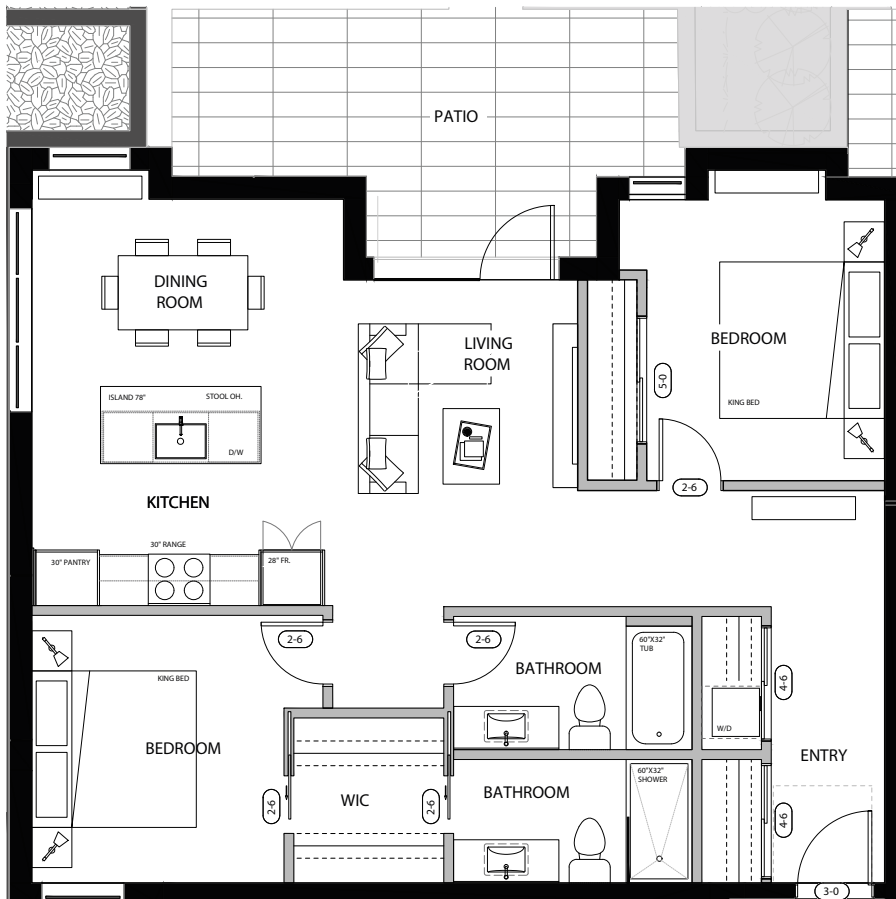 PATIO
DINING
ROOM
LIVING
ROOM
BEDROOM
5-0
KING BED
ISLAND 78"
STOOL OH.
D/W
KITCHEN
2-6
30" RANGE
30" PANTRY
28" FR.
2-6
2-6
60"X32"
TUB
BATHROOM
KING BED
4-6
W/D
BEDROOM
ENTRY
60"X32"
SHOWER
BATHROOM
WIC
2-6
2-6
4-6
3-0